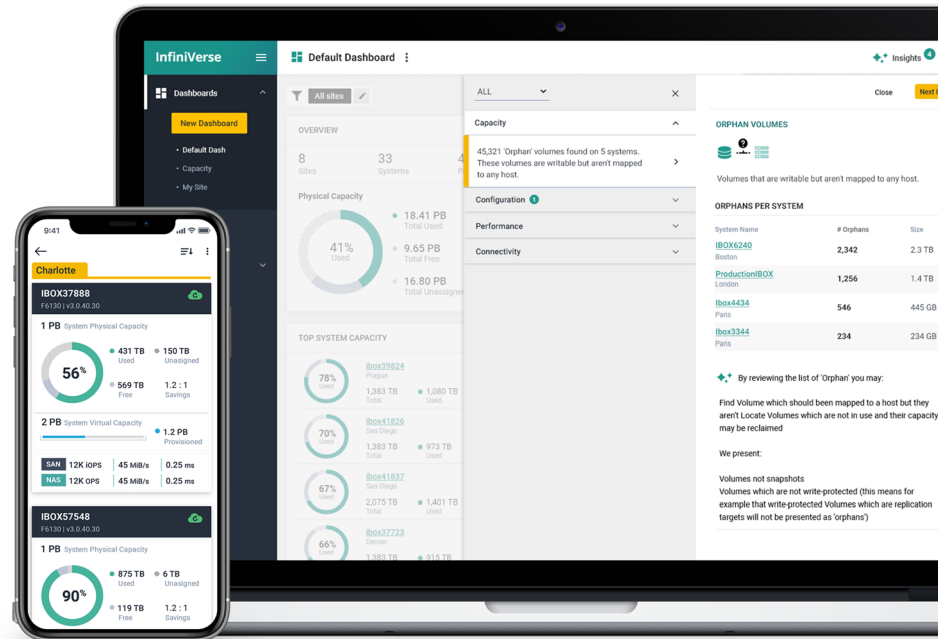 InfiniVerse
Dashboards
New Dashboard
Default Dash
Capacity
My Site
Default Dashboard
Insights 4
All sites
OVERVIEW
8
Sites
33
Systems
4
Physical Capacity
41%
Used
18.41 PB
Total Used
9.65 PB
Total Free
16.80 PB
Total Unassigned
TOP SYSTEM CAPACITY
78%
Used
ibox39824
Prague
1,383 TB
Total
1,080 TB
Used
70%
Used
ibox41826
San Diego
1,383 TB
Total
973 TB
Used
67%
Used
ibox41837
San Diego
2,075 TB
Total
1,401 TB
Used
66%
Used
ibox37723
Denser
1,383 TB
915 TB
ALL
Capacity
45,321 'Orphan' volumes found on 5 systems.
These volumes are writable but aren't mapped
to any host.
Configuration 1
Performance
Connectivity
Close
Next
ORPHAN VOLUMES
Volumes that are writable but aren't mapped to any host.
ORPHANS PER SYSTEM
System Name # Orphans Size
IBOX6240
Boston
2,342 2.3 TB
ProductionIBOX
London
1,256 1.4 TB
Ibox4434
Paris
546 445 GB
Ibox3344
Paris
234 234 GB
By reviewing the list of 'Orphan' you may:
Find Volume which should been mapped to a host but they
aren't Locate Volumes which are not in use and their capacity
may be reclaimed
We present:
Volumes not snapshots
Volumes which are not write-protected (this means for
example that write-protected Volumes which are replication
targets will not be presented as 'orphans')
9:41
Charlotte
IBOX37888
F6130 | v3.0.40.30
1 PB System Physical Capacity
56%
431 TB
Used
150 TB
Unasigned
569 TB
Free
1.2 : 1
Savings
2 PB System Virtual Capacity
1.2 PB
Provisioned
SAN 12K iOPS 45 MiB/s 0.25 ms
NAS 12K OPS 45 MiB/s 0.25 ms
IBOX57548
F6130 | v3.0.40.30
1 PB System Physical Capacity
90%
875 TB
Used
6 TB
Unasigned
119 TB
Free
1.2 : 1
Savings